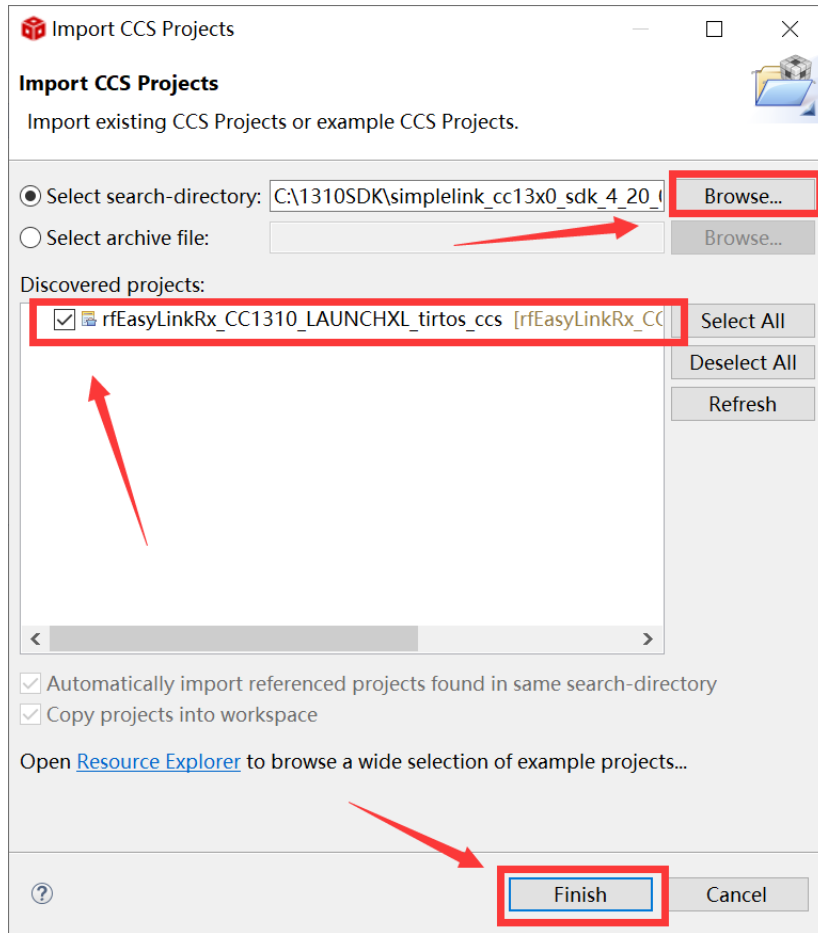 Import CCS Projects
Import CCS Projects
Import existing CCS Projects or example CCS Projects.
Select search-directory: C:\1310SDK\simplelink_cc13x0_sdk_4_20_( Browse...
Select archive file: Browse...
Discovered projects:
rfEasyLinkRx_CC1310_LAUNCHXL_tirtos_ccs [rfEasyLinkRx_CC Select All
Deselect All
Refresh
Automatically import referenced projects found in same search-directory
Copy projects into workspace
Open Resource Explorer to browse a wide selection of example projects...
? Finish Cancel